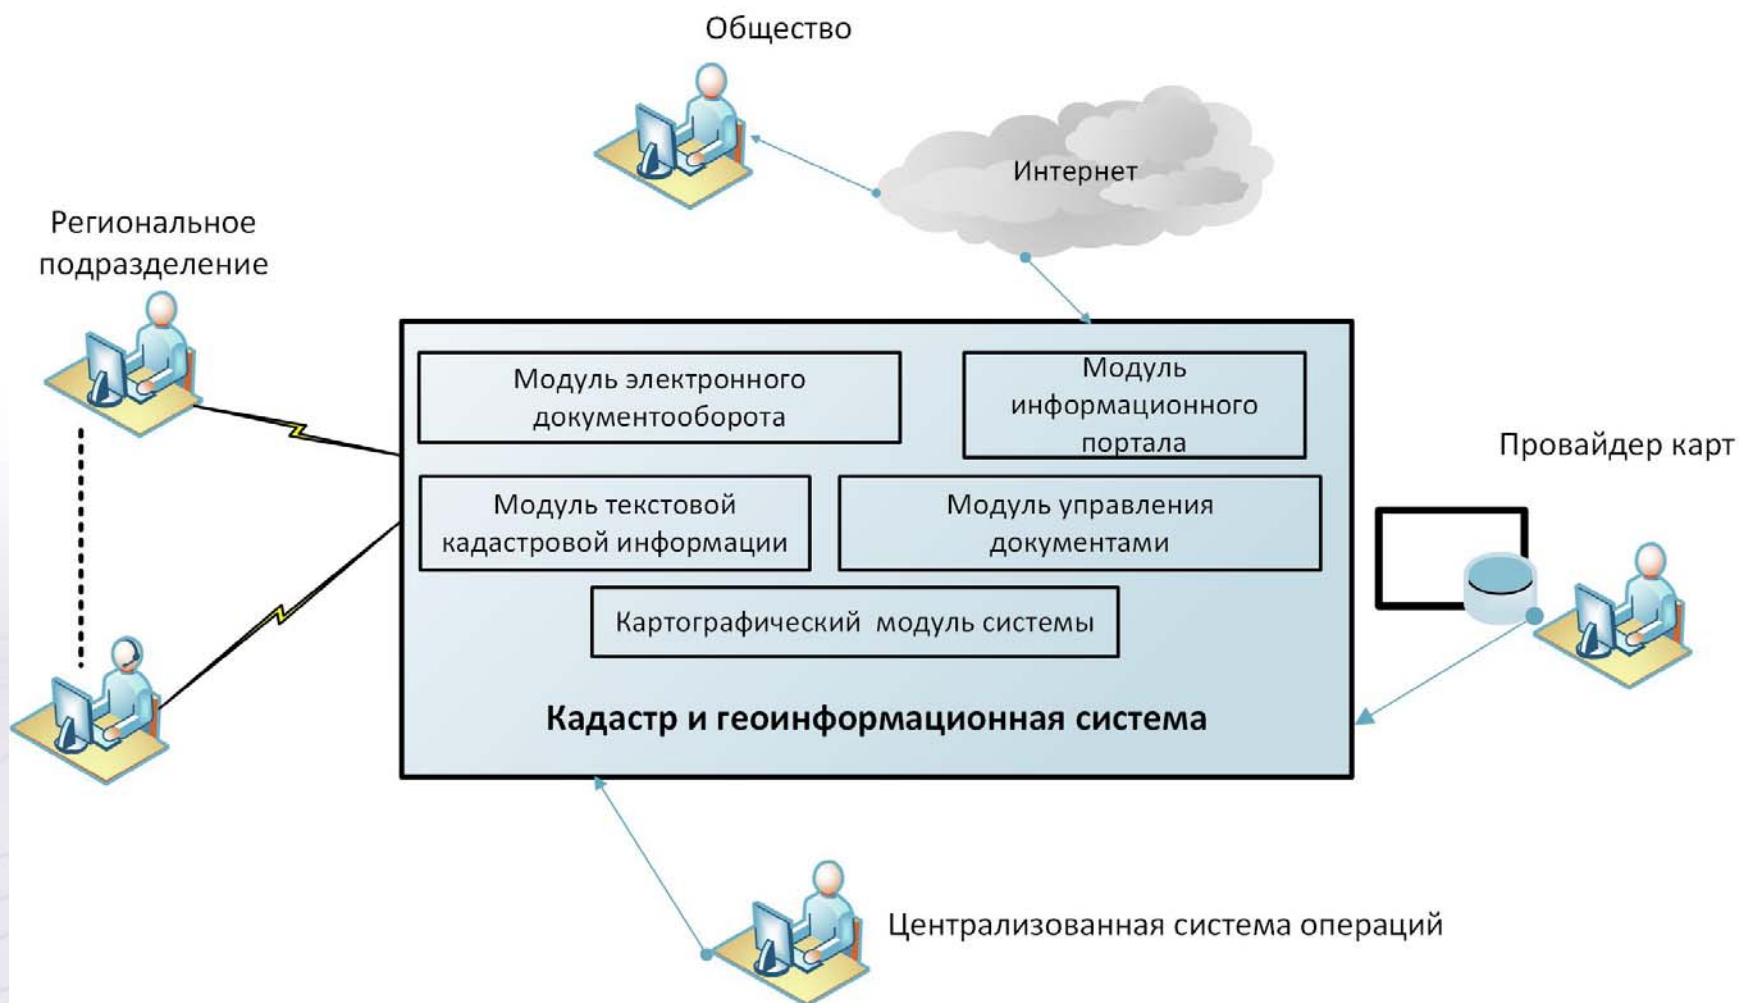 Общество
Интернет
Региональное
подразделение
Модуль электронного
документооборота
Модуль
информационного
портала
Провайдер карт
Модуль текстовой
кадастровой информации
Модуль управления
документами
Картографический модуль системы
Кадастр и геоинформационная система
Централизованная система операций